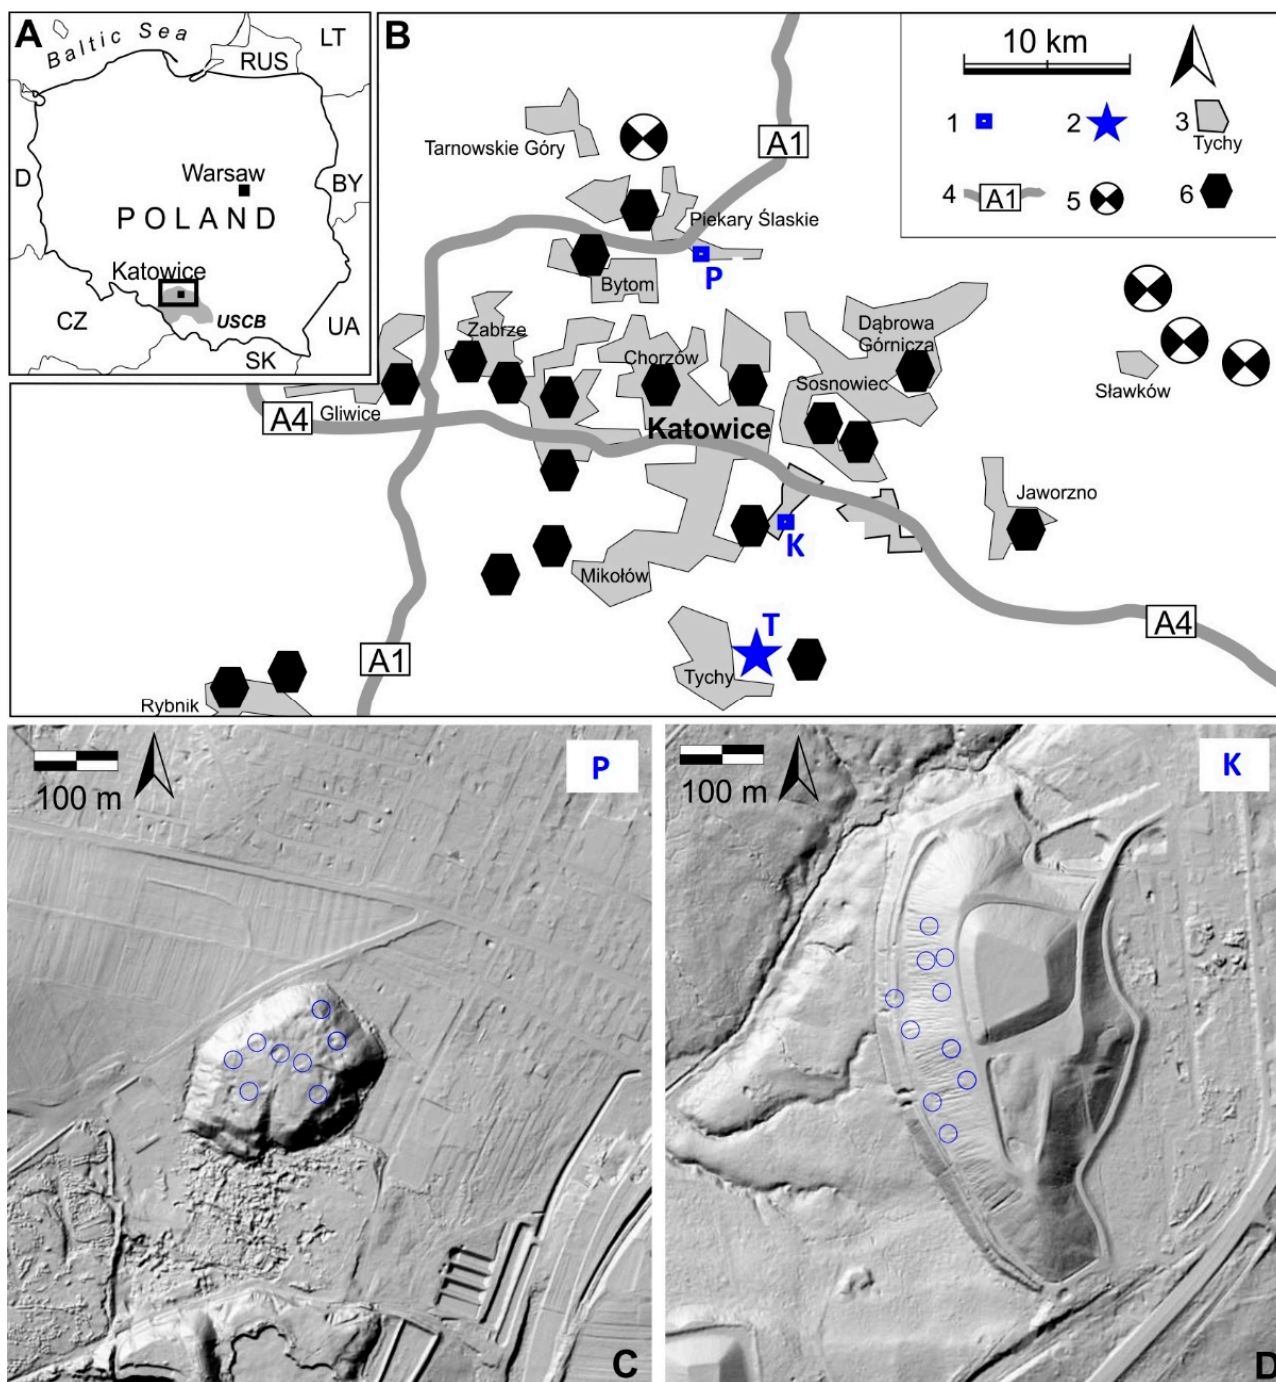 A
Baltic Sea
LT
RUS
D
Warsaw
BY
POLAND
Katowice
CZ
USCB
UA
SK
B
10 km
1
2
3
Tychy
4
A1
5
6
A1
Tarnowskie Góry
Piekary Ślaskie
P
Bytom
Zabrze
Dąbrowa
Górnicza
Chorzów
Sosnowiec
Sławków
Gliwice
A4
Katowice
Jaworzno
K
Mikołów
T
A4
A1
Tychy
Rybnik
P
100 m
C
K
100 m
D